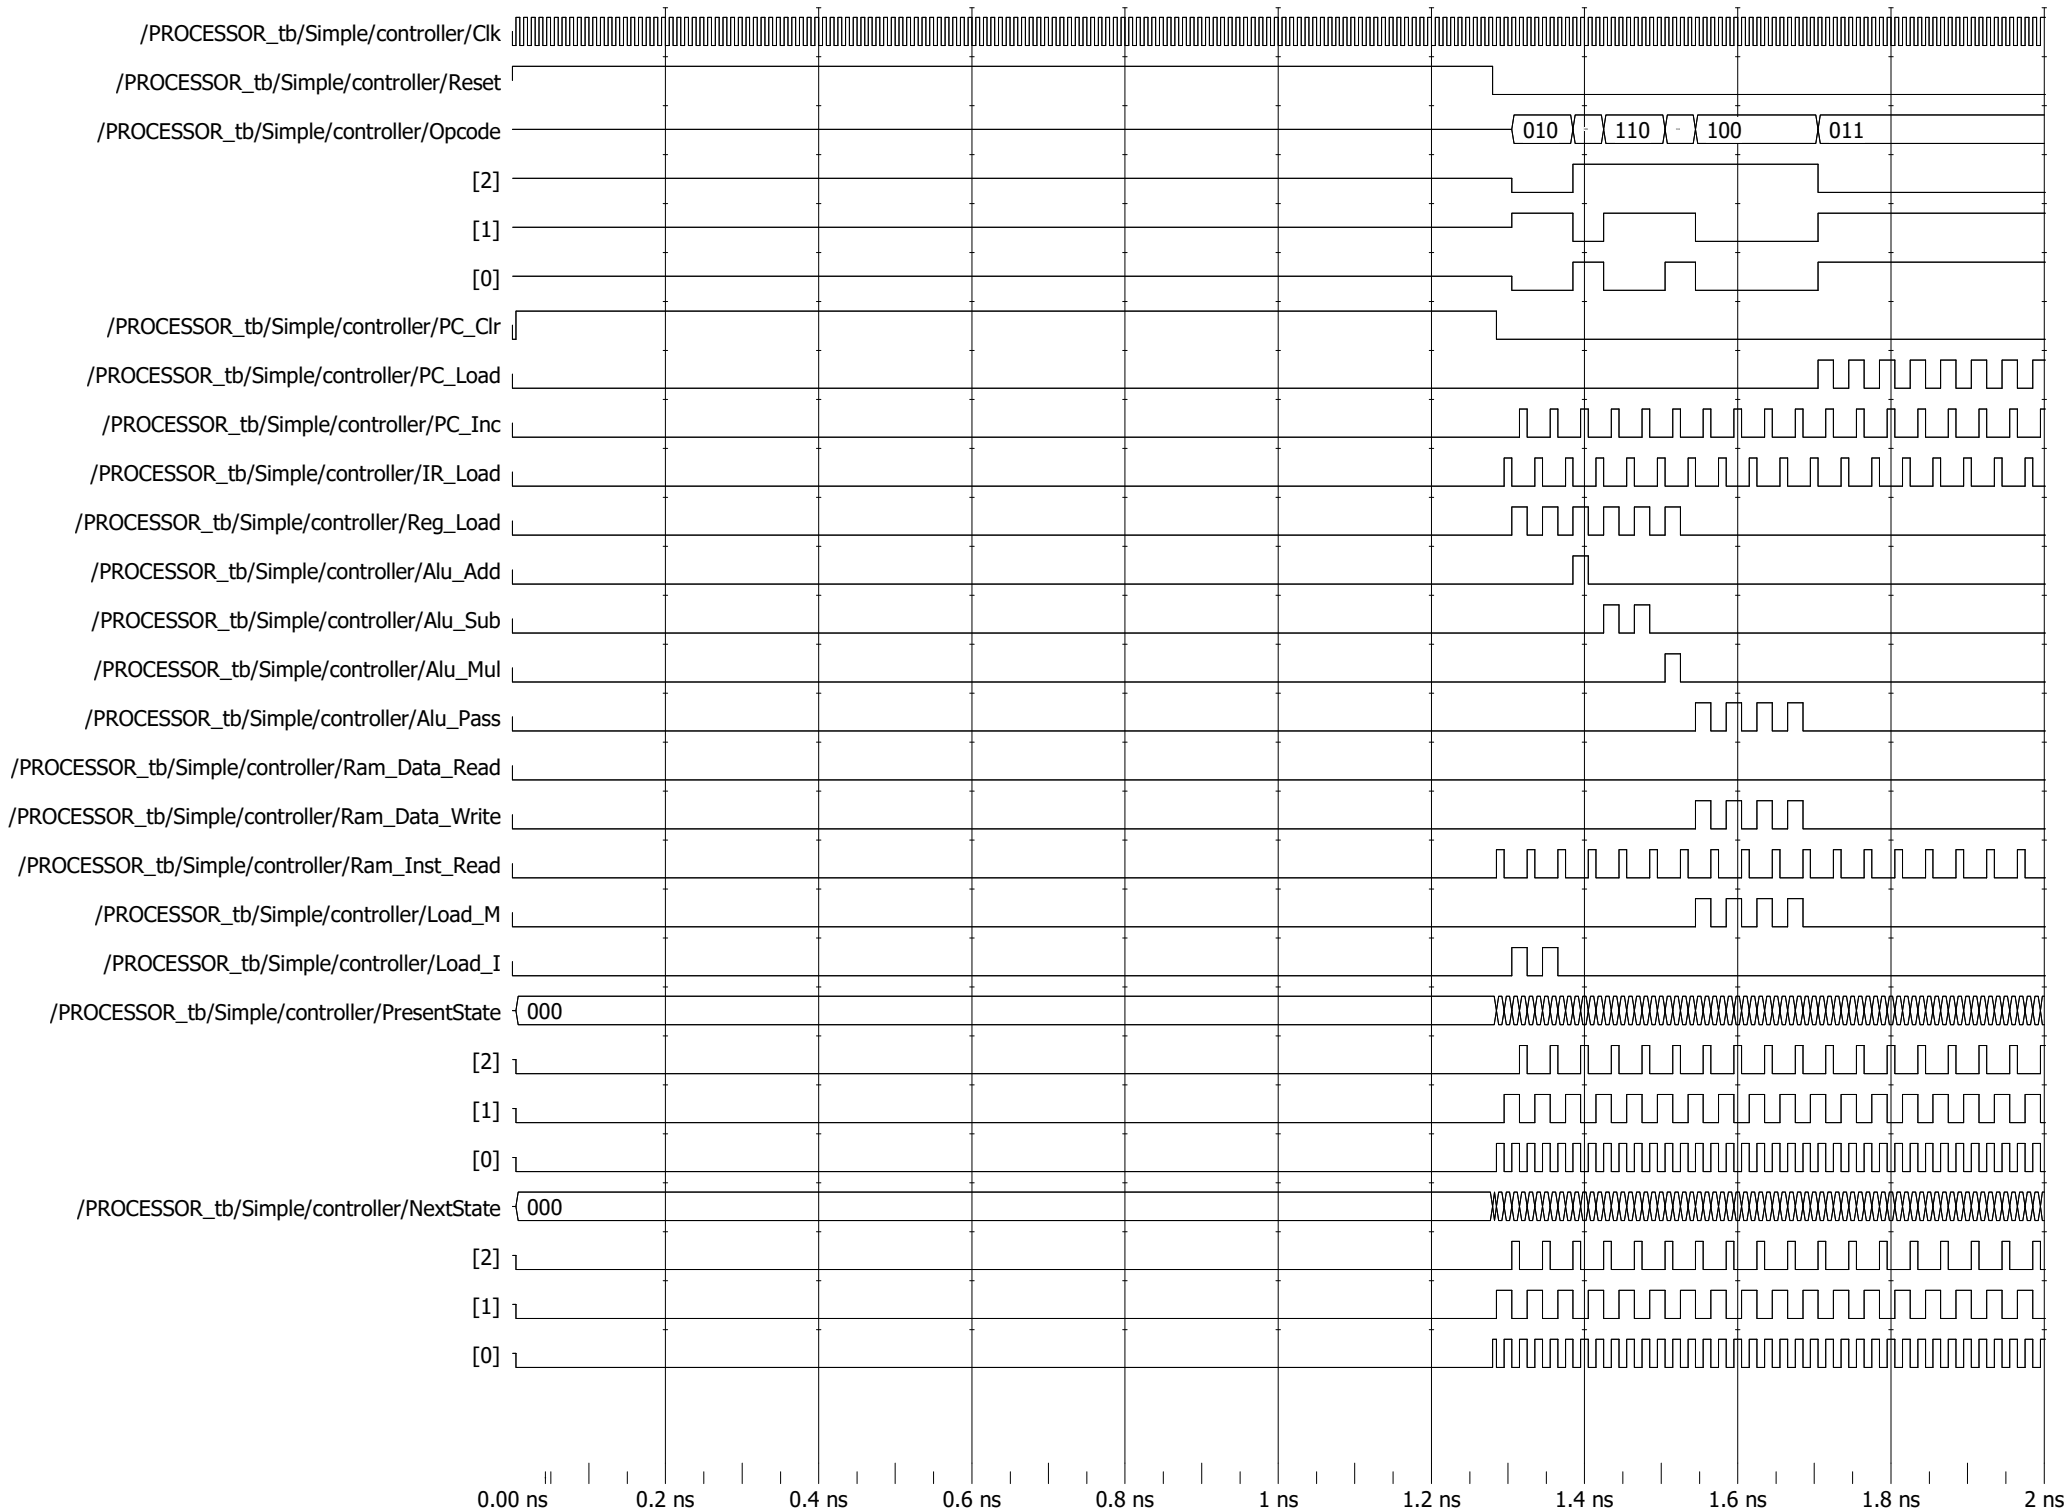 /PROCESSOR_tb/Simple/controller/Clk
/PROCESSOR_tb/Simple/controller/Reset
/PROCESSOR_tb/Simple/controller/Opcode 010 - 110 - 100 011
[2]
[1]
[0]
/PROCESSOR_tb/Simple/controller/PC_Clr
/PROCESSOR_tb/Simple/controller/PC_Load
/PROCESSOR_tb/Simple/controller/PC_Inc
/PROCESSOR_tb/Simple/controller/IR_Load
/PROCESSOR_tb/Simple/controller/Reg_Load
/PROCESSOR_tb/Simple/controller/Alu_Add
/PROCESSOR_tb/Simple/controller/Alu_Sub
/PROCESSOR_tb/Simple/controller/Alu_Mul
/PROCESSOR_tb/Simple/controller/Alu_Pass
/PROCESSOR_tb/Simple/controller/Ram_Data_Read
/PROCESSOR_tb/Simple/controller/Ram_Data_Write
/PROCESSOR_tb/Simple/controller/Ram_Inst_Read
/PROCESSOR_tb/Simple/controller/Load_M
/PROCESSOR_tb/Simple/controller/Load_I
/PROCESSOR_tb/Simple/controller/PresentState 000
[2]
[1]
[0]
/PROCESSOR_tb/Simple/controller/NextState 000
[2]
[1]
[0]
0.00 ns 0.2 ns 0.4 ns 0.6 ns 0.8 ns 1 ns 1.2 ns 1.4 ns 1.6 ns 1.8 ns 2 ns